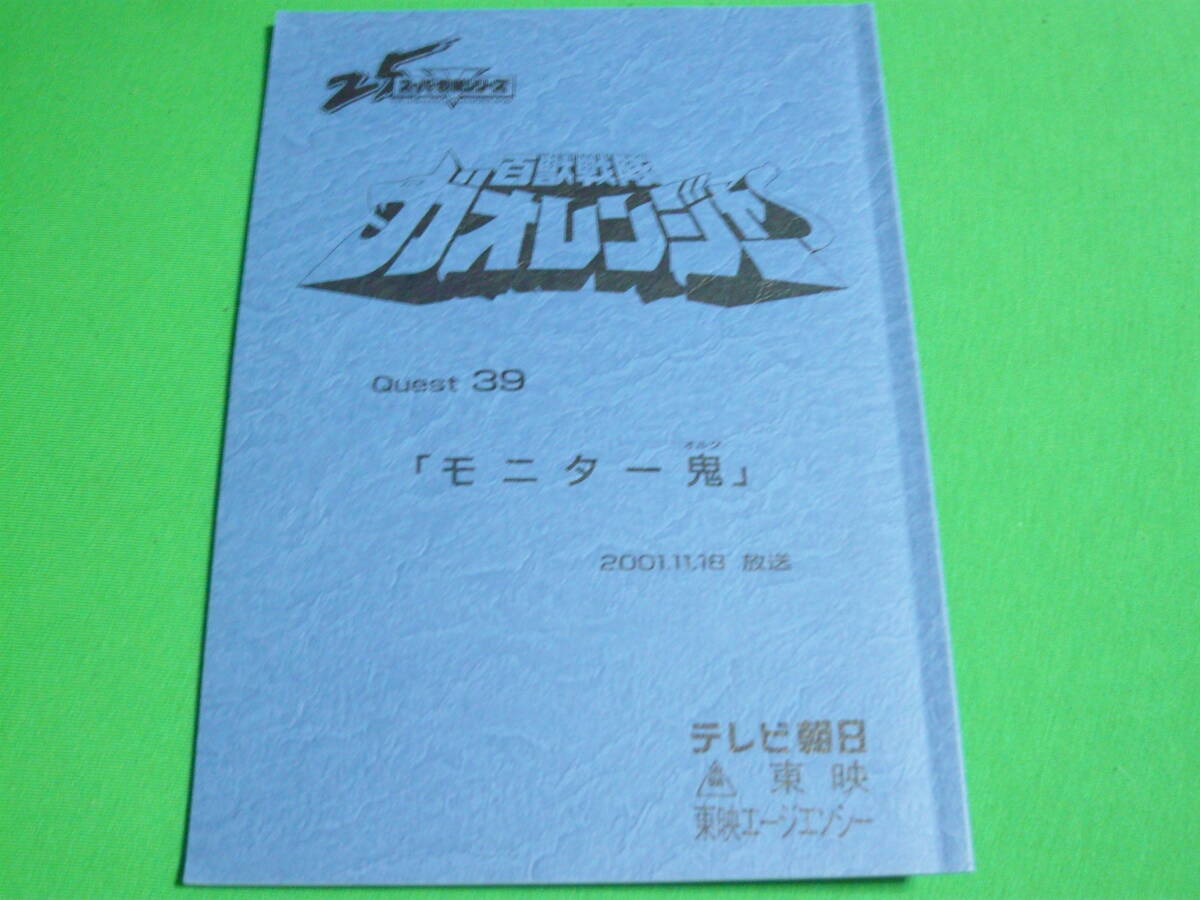 25
スーパー戦隊シリーズ
百獣戦隊
ガオレンジャー
Quest 39
オルグ
「モニター鬼」
2001.11.18 放送
テレビ朝日
東映
東映エージエンシー